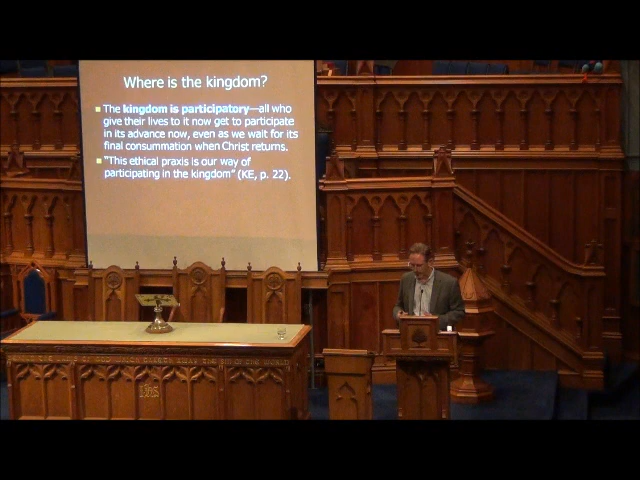 Where is the kingdom?
The kingdom is participatory—all who
give their lives to it now get to participate
in its advance now, even as we wait for its
final consummation when Christ returns.
"This ethical praxis is our way of
participating in the kingdom" (KE, p. 22).
IHS